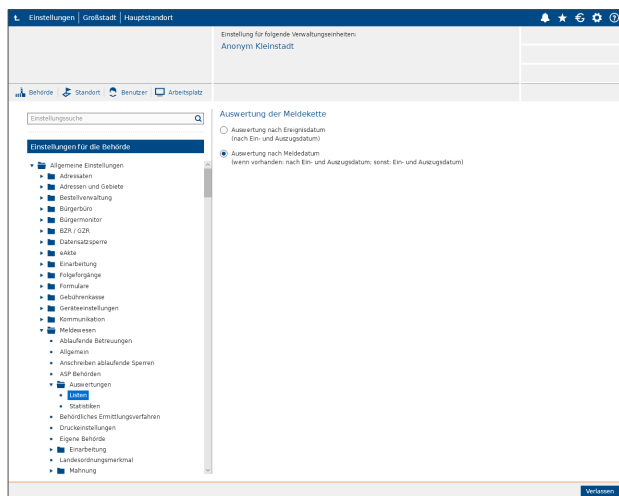 Einstellungen Großstadt Hauptstandort
Einstellung für folgende Verwaltungseinheiten:
Anonym Kleinstadt
Behörde Standort Benutzer Arbeitsplatz
Einstellungssuche
Einstellungen für die Behörde
Allgemeine Einstellungen
Adressaten
Adressen und Gebiete
Bestellverwaltung
Bürgerbüro
Bürgermonitor
BZR / GZR
Datensatzsperre
eAkte
Einarbeitung
Folgeforgänge
Formulare
Gebührenkasse
Geräteeinstellungen
Kommunikation
Meldewesen
Ablaufende Betreuungen
Allgemein
Anschreiben ablaufende Sperren
ASP Behörden
Auswertungen
Listen
Statistiken
Behördliches Ermittlungsverfahren
Druckeinstellungen
Eigene Behörde
Einarbeitung
Landesordnungsmerkmal
Mahnung
Auswertung der Meldekette
Auswertung nach Ereignisdatum
(nach Ein- und Auszugsdatum)
Auswertung nach Meldedatum
(wenn vorhanden: nach Ein- und Auszugsdatum; sonst: Ein- und Auszugsdatum)
Verlassen